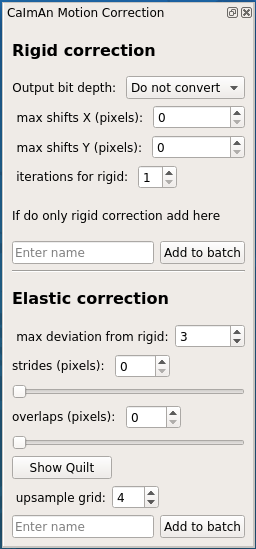 CaImAn Motion Correction
Rigid correction
Output bit depth: Do not convert
max shifts X (pixels): 0
max shifts Y (pixels): 0
iterations for rigid: 1
If do only rigid correction add here
Enter name Add to batch
Elastic correction
max deviation from rigid: 3
strides (pixels): 0
overlaps (pixels): 0
Show Quilt
upsample grid: 4
Enter name Add to batch